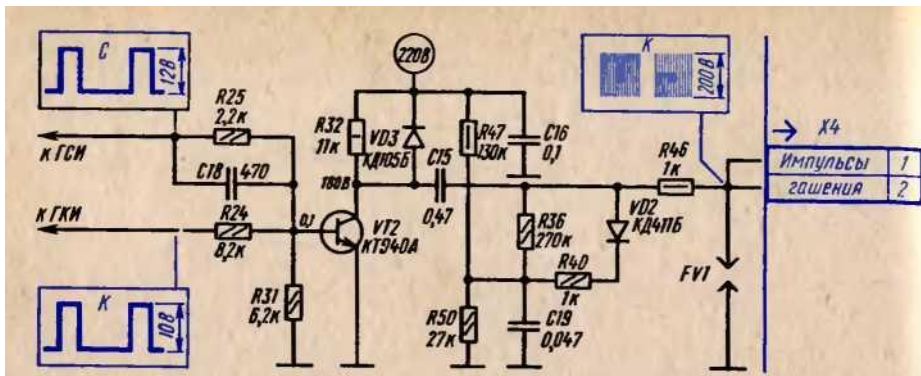 С
12В
R25
2,2к
к ГСИ
С18 470
R24
8,2к
к ГКИ
К
10В
R31
6,2к
220В
R32
11к
VD3
КД105Б
180В
0,1
VT2
КТ940А
C15
0,47
R47
130к
C16
0,1
R36
270к
R40
1к
VD2
КД411Б
R50
27к
C19
0,047
К
200В
R46
1к
FV1
→ X4
Импульсы 1
гашения 2